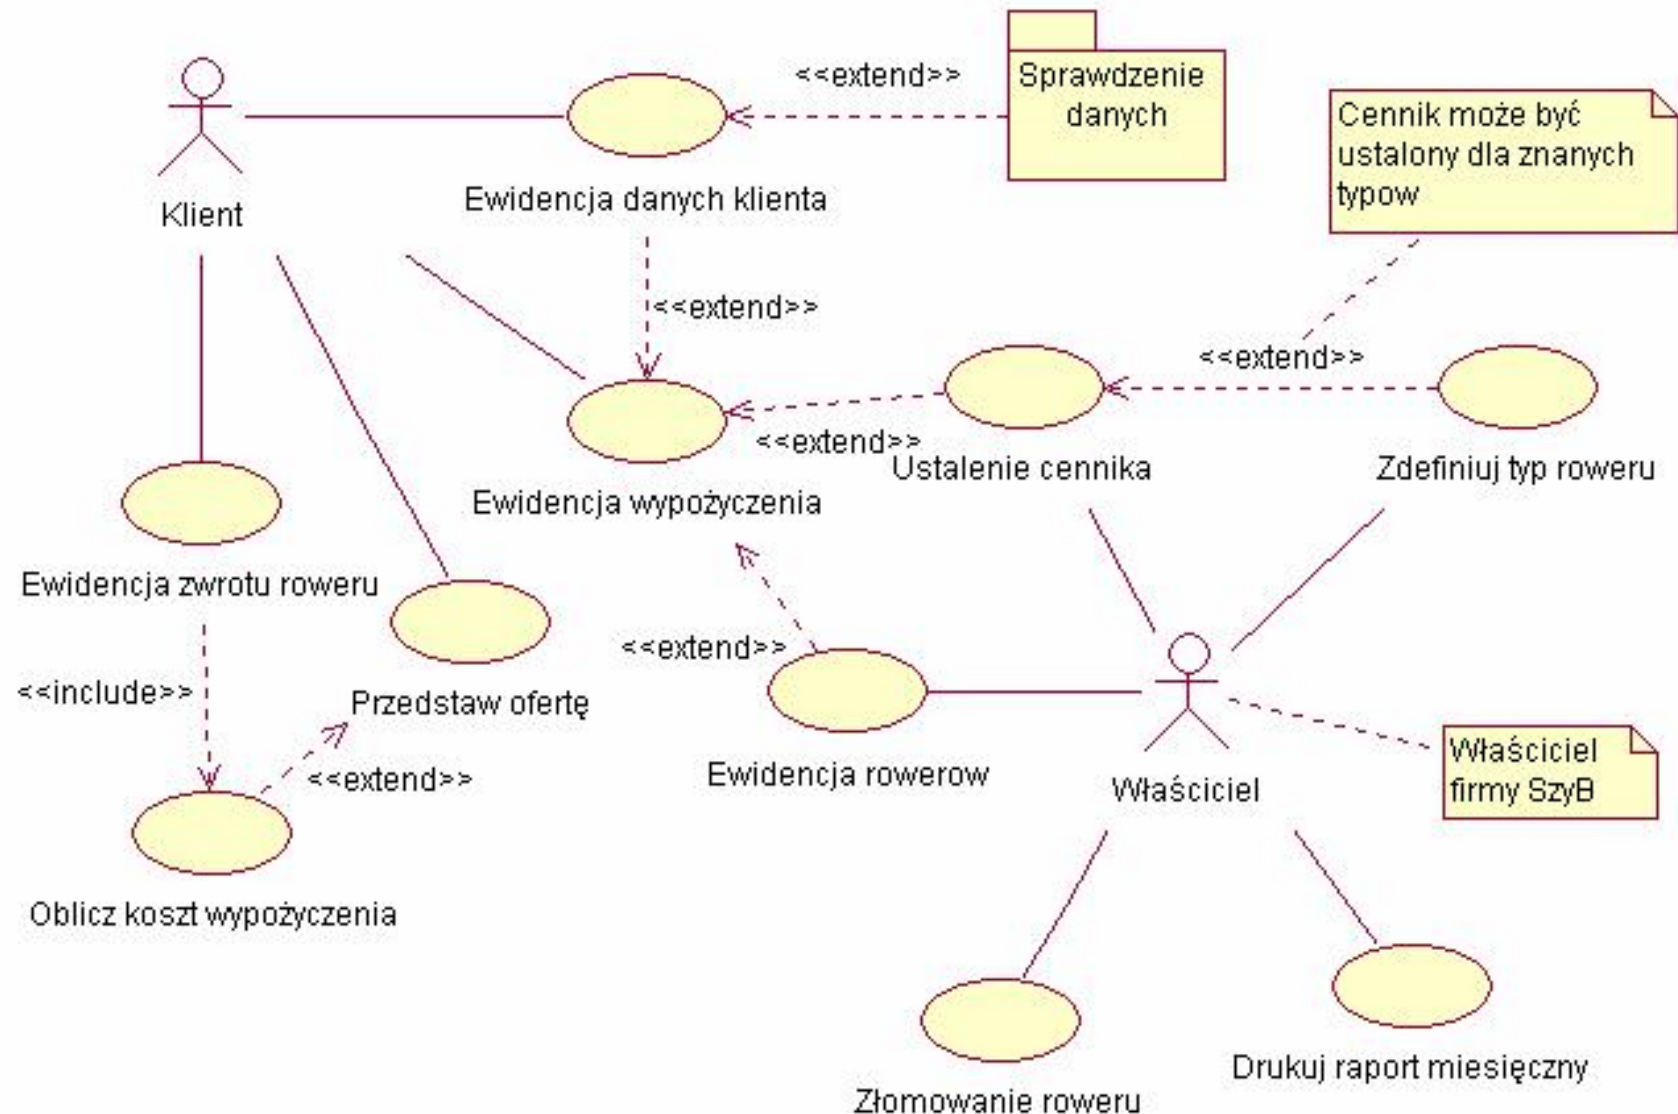 <<extend>>
Sprawdzenie
danych
Cennik może być
ustalony dla znanych
typow
Klient
Ewidencja danych klienta
<<extend>>
<<extend>>
<<extend>>
Ustalenie cennika
Zdefiniuj typ roweru
Ewidencja wypożyczenia
Ewidencja zwrotu roweru
<<extend>>
<<include>>
Przedstaw ofertę
<<extend>>
Ewidencja rowerow
Właściciel
Właściciel
firmy SzyB
Oblicz koszt wypożyczenia
Drukuj raport miesięczny
Złomowanie roweru